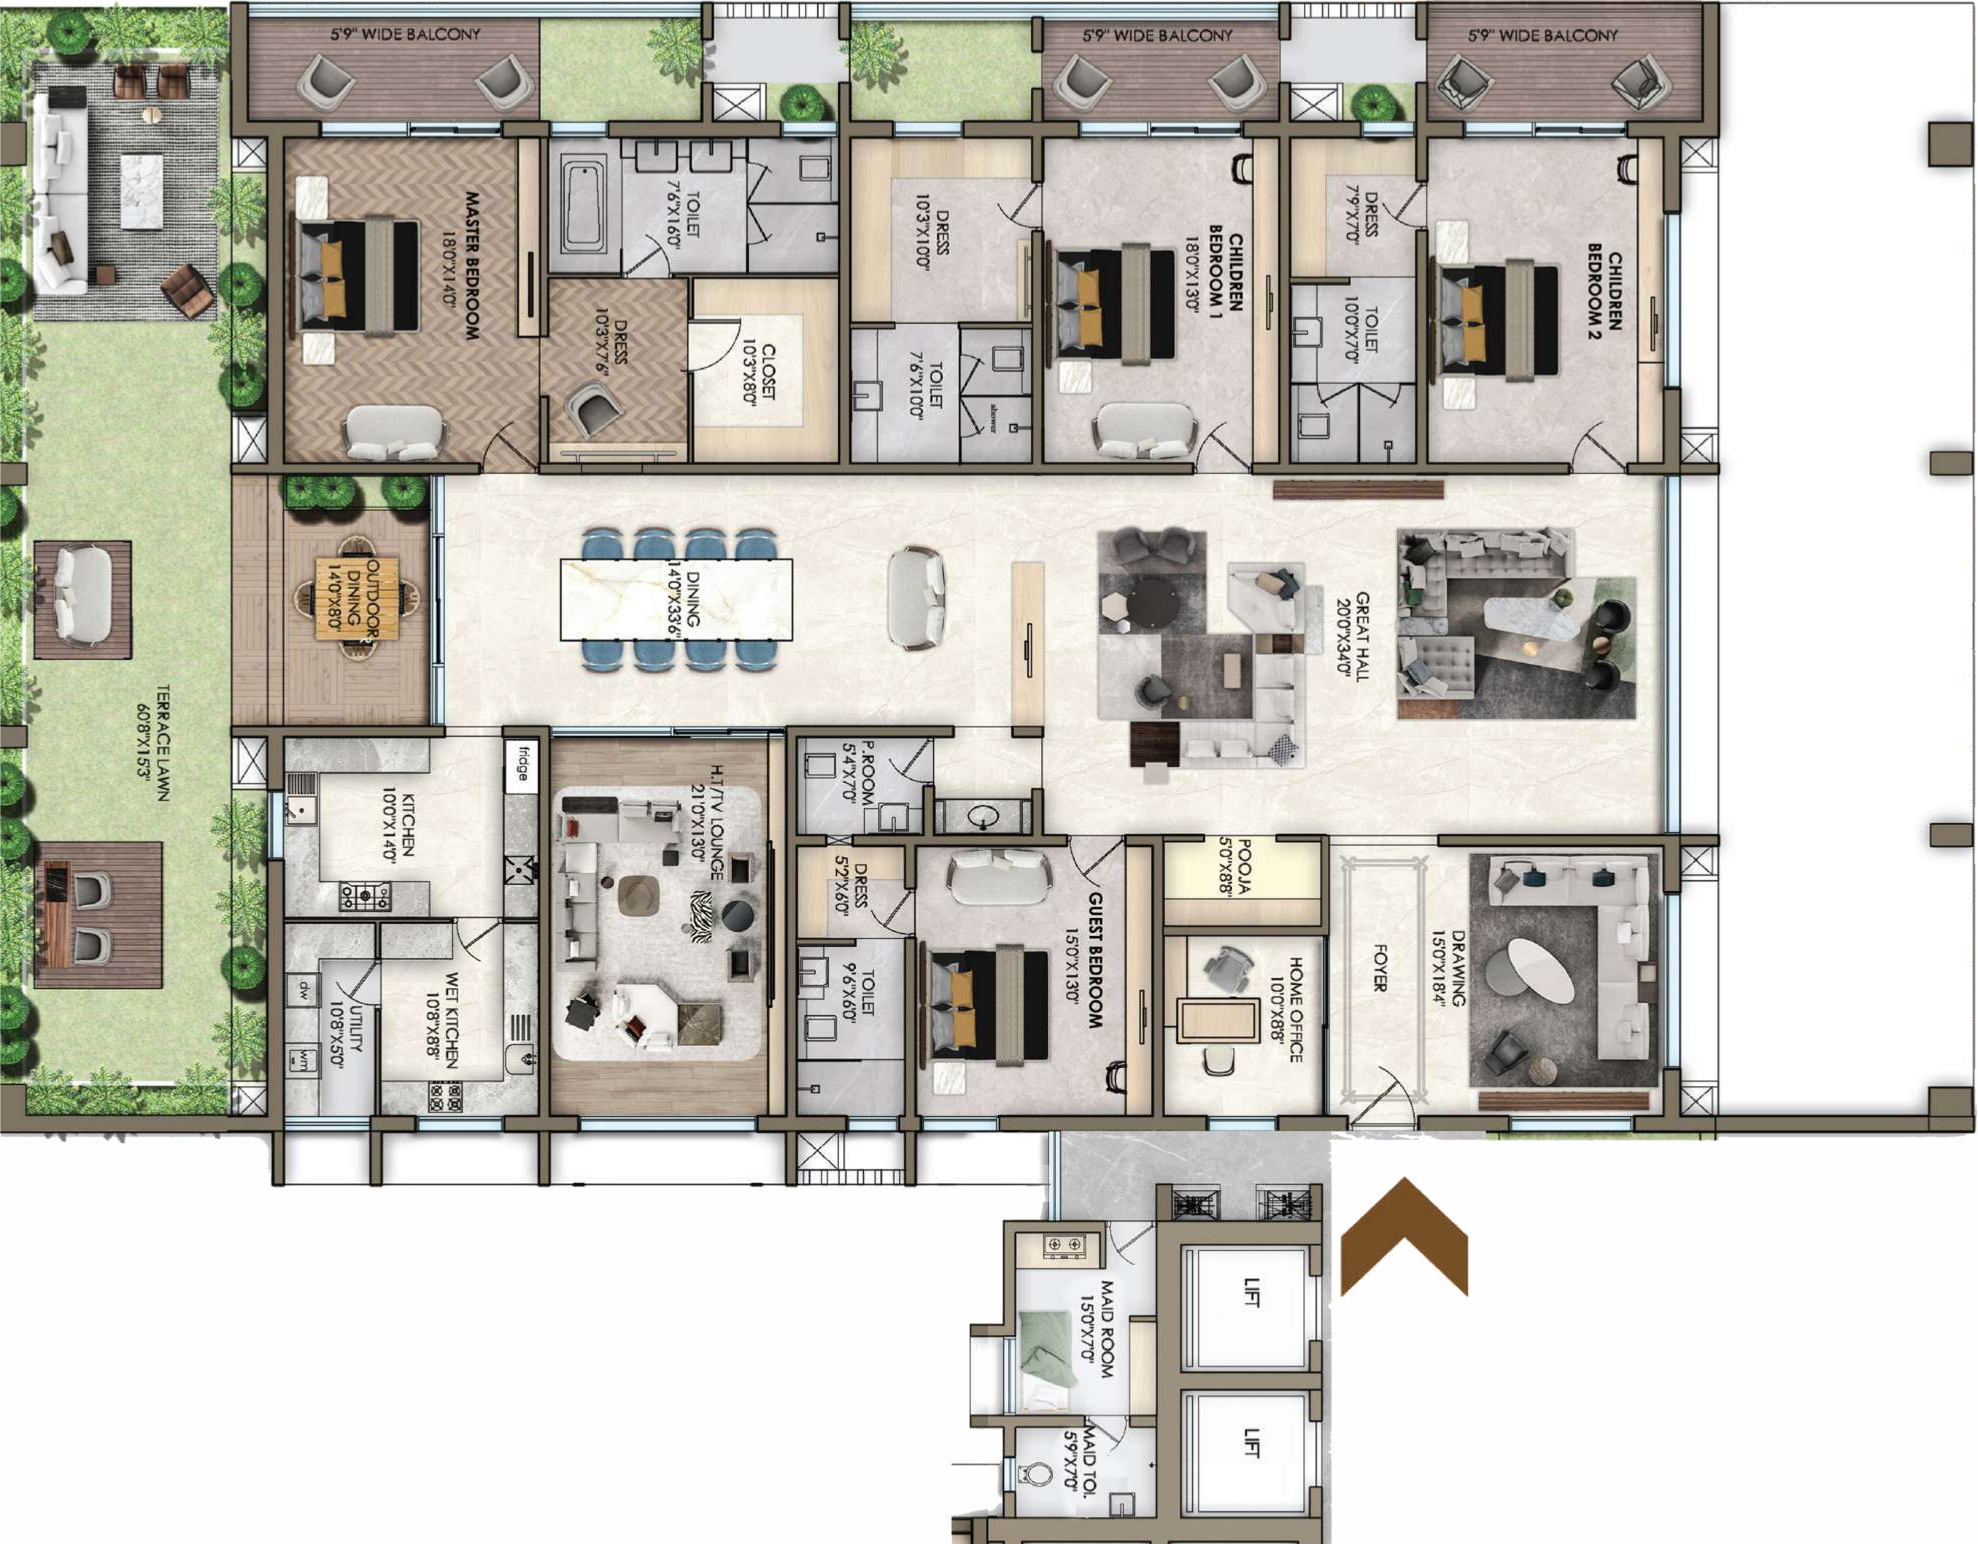 5'9" WIDE BALCONY
5'9" WIDE BALCONY
5'9" WIDE BALCONY
MASTER BEDROOM
18'0"X14'0"
TOILET
7'6"X16'0"
DRESS
10'3"X7'6"
CLOSET
10'3"X8'0"
DRESS
10'3"X10'0"
TOILET
7'6"X10'0"
shower
CHILDREN
BEDROOM 1
18'0"X13'0"
DRESS
7'9"X7'0"
TOILET
10'0"X7'0"
CHILDREN
BEDROOM 2
OUTDOOR
DINING
14'0"X8'0"
DINING
14'0"X33'6"
GREAT HALL
20'0"X34'0"
TERRACE LAWN
60'8"X15'3"
KITCHEN
10'0"X14'0"
fridge
H.T/TV LOUNGE
21'0"X13'0"
P.ROOM
5'4"X7'0"
DRESS
5'2"X6'0"
TOILET
9'6"X6'0"
GUEST BEDROOM
15'0"X13'0"
POOJA
5'0"X8'8"
HOME OFFICE
10'0"X8'8"
FOYER
DRAWING
15'0"X18'4"
WET KITCHEN
10'8"X8'8"
UTILITY
10'8"X5'0"
dw
wm
MAID ROOM
15'0"X7'0"
MAID TOI.
5'9"X7'0"
LIFT
LIFT